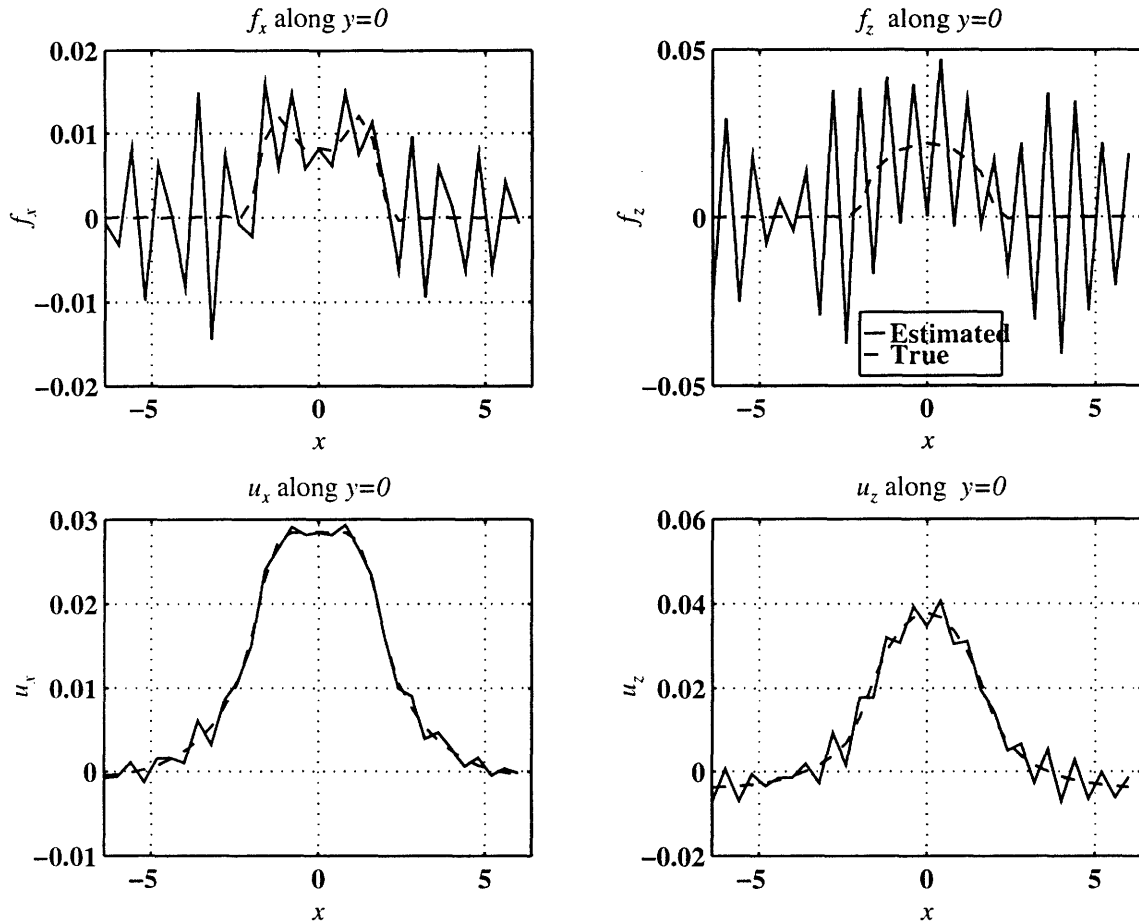 f_x along y=0
0.02
0.01
0
−0.01
−0.02
f_x
−5
0
5
x
f_z along y=0
0.05
0
−0.05
f_z
Estimated
True
−5
0
5
x
u_x along y=0
0.03
0.02
0.01
0
−0.01
u_x
−5
0
5
x
u_z along y=0
0.06
0.04
0.02
0
−0.02
u_z
−5
0
5
x